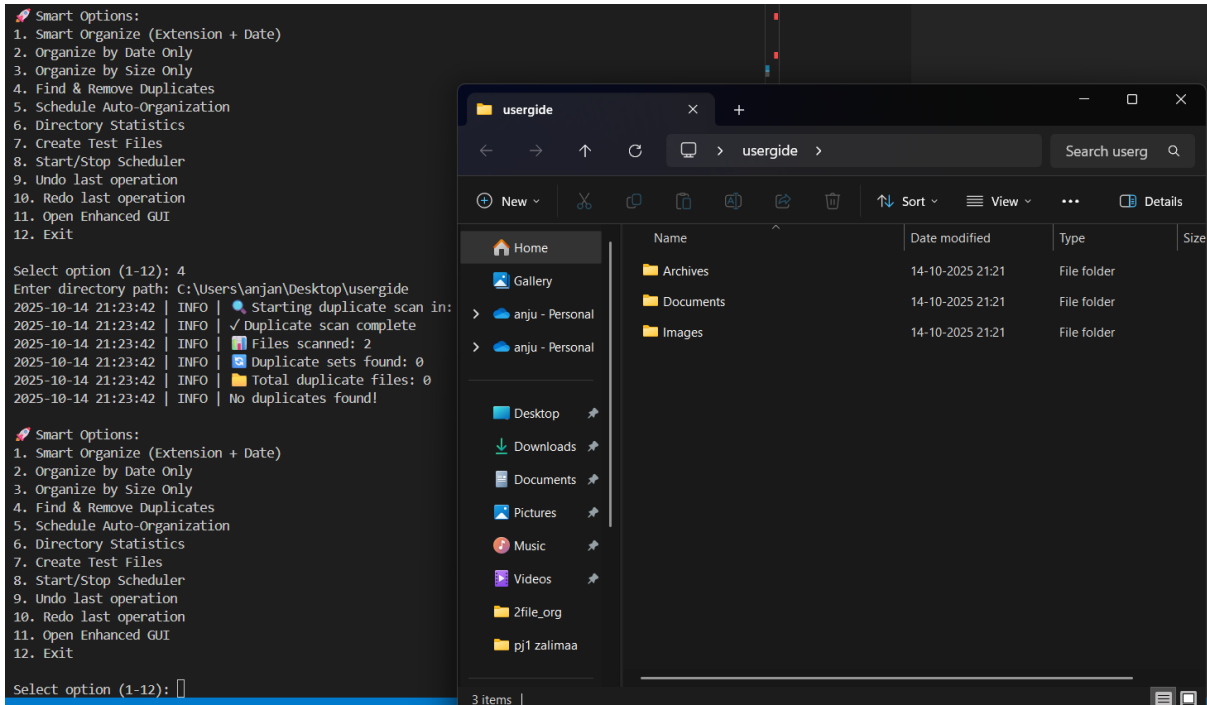 🚀 Smart Options:
1. Smart Organize (Extension + Date)
2. Organize by Date Only
3. Organize by Size Only
4. Find & Remove Duplicates
5. Schedule Auto-Organization
6. Directory Statistics
7. Create Test Files
8. Start/Stop Scheduler
9. Undo last operation
10. Redo last operation
11. Open Enhanced GUI
12. Exit
Select option (1-12): 4
Enter directory path: C:\Users\anjan\Desktop\usergide
2025-10-14 21:23:42 | INFO | 🔍 Starting duplicate scan in:
2025-10-14 21:23:42 | INFO | ✓ Duplicate scan complete
2025-10-14 21:23:42 | INFO | 📊 Files scanned: 2
2025-10-14 21:23:42 | INFO | 🔄 Duplicate sets found: 0
2025-10-14 21:23:42 | INFO | 📁 Total duplicate files: 0
2025-10-14 21:23:42 | INFO | No duplicates found!
🚀 Smart Options:
1. Smart Organize (Extension + Date)
2. Organize by Date Only
3. Organize by Size Only
4. Find & Remove Duplicates
5. Schedule Auto-Organization
6. Directory Statistics
7. Create Test Files
8. Start/Stop Scheduler
9. Undo last operation
10. Redo last operation
11. Open Enhanced GUI
12. Exit
Select option (1-12):
usergide
usergide
Search userg
New
Sort
View
Details
Home
Gallery
anju - Personal
anju - Personal
Desktop
Downloads
Documents
Pictures
Music
Videos
2file_org
pj1 zalimaa
Name Date modified Type Size
Archives 14-10-2025 21:21 File folder
Documents 14-10-2025 21:21 File folder
Images 14-10-2025 21:21 File folder
3 items